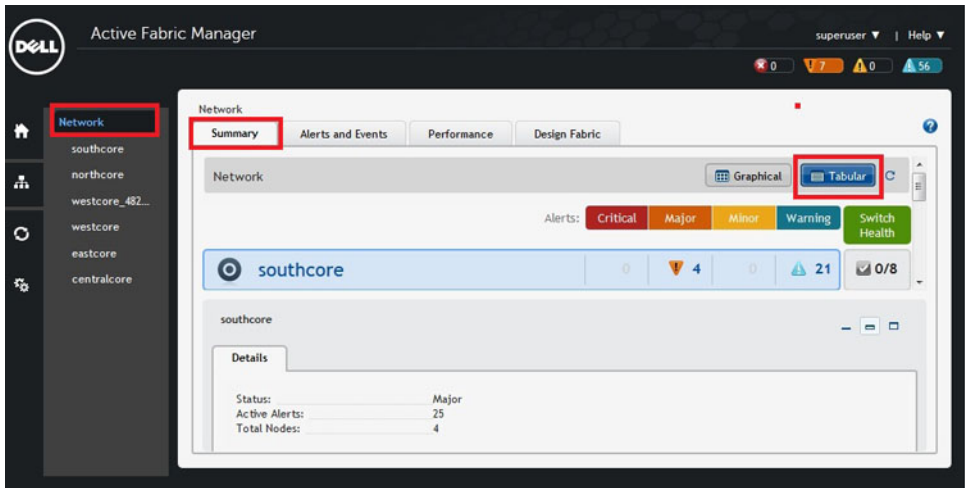 DELL
Active Fabric Manager
superuser ▼ | Help ▼
0 7 0 56
Network
southcore
northcore
westcore_482...
westcore
eastcore
centralcore
Network
Summary Alerts and Events Performance Design Fabric
?
Network Graphical Tabular
Alerts: Critical Major Minor Warning Switch Health
southcore 0 4 0 21 0/8
southcore
Details
Status: Major
Active Alerts: 25
Total Nodes: 4